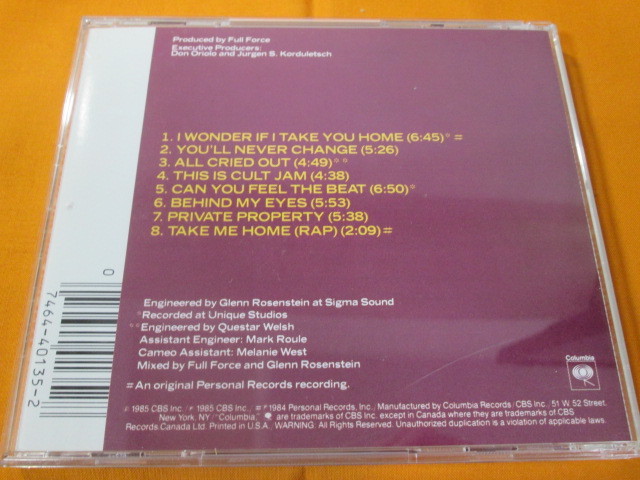 Produced by Full Force
Executive Producers:
Don Oriolo and Jurgen S. Korduletsch
1. I WONDER IF I TAKE YOU HOME (6:45)* =
2. YOU'LL NEVER CHANGE (5:26)
3. ALL CRIED OUT (4:49)**
4. THIS IS CULT JAM (4:38)
5. CAN YOU FEEL THE BEAT (6:50)*
6. BEHIND MY EYES (5:53)
7. PRIVATE PROPERTY (5:38)
8. TAKE ME HOME (RAP) (2:09)=
0
7464-40135-2
Engineered by Glenn Rosenstein at Sigma Sound
*Recorded at Unique Studios
**Engineered by Questar Welsh
Assistant Engineer: Mark Roule
Cameo Assistant: Melanie West
Mixed by Full Force and Glenn Rosenstein
=An original Personal Records recording.
Columbia
© 1985 CBS Inc./℗ 1985 CBS Inc./=℗ 1984 Personal Records, Inc./Manufactured by Columbia Records/CBS Inc./51 W. 52 Street,
New York, NY/"Columbia," are trademarks of CBS Inc. except in Canada where they are trademarks of CBS
Records Canada Ltd. Printed in U.S.A. WARNING: All Rights Reserved. Unauthorized duplication is a violation of applicable laws.